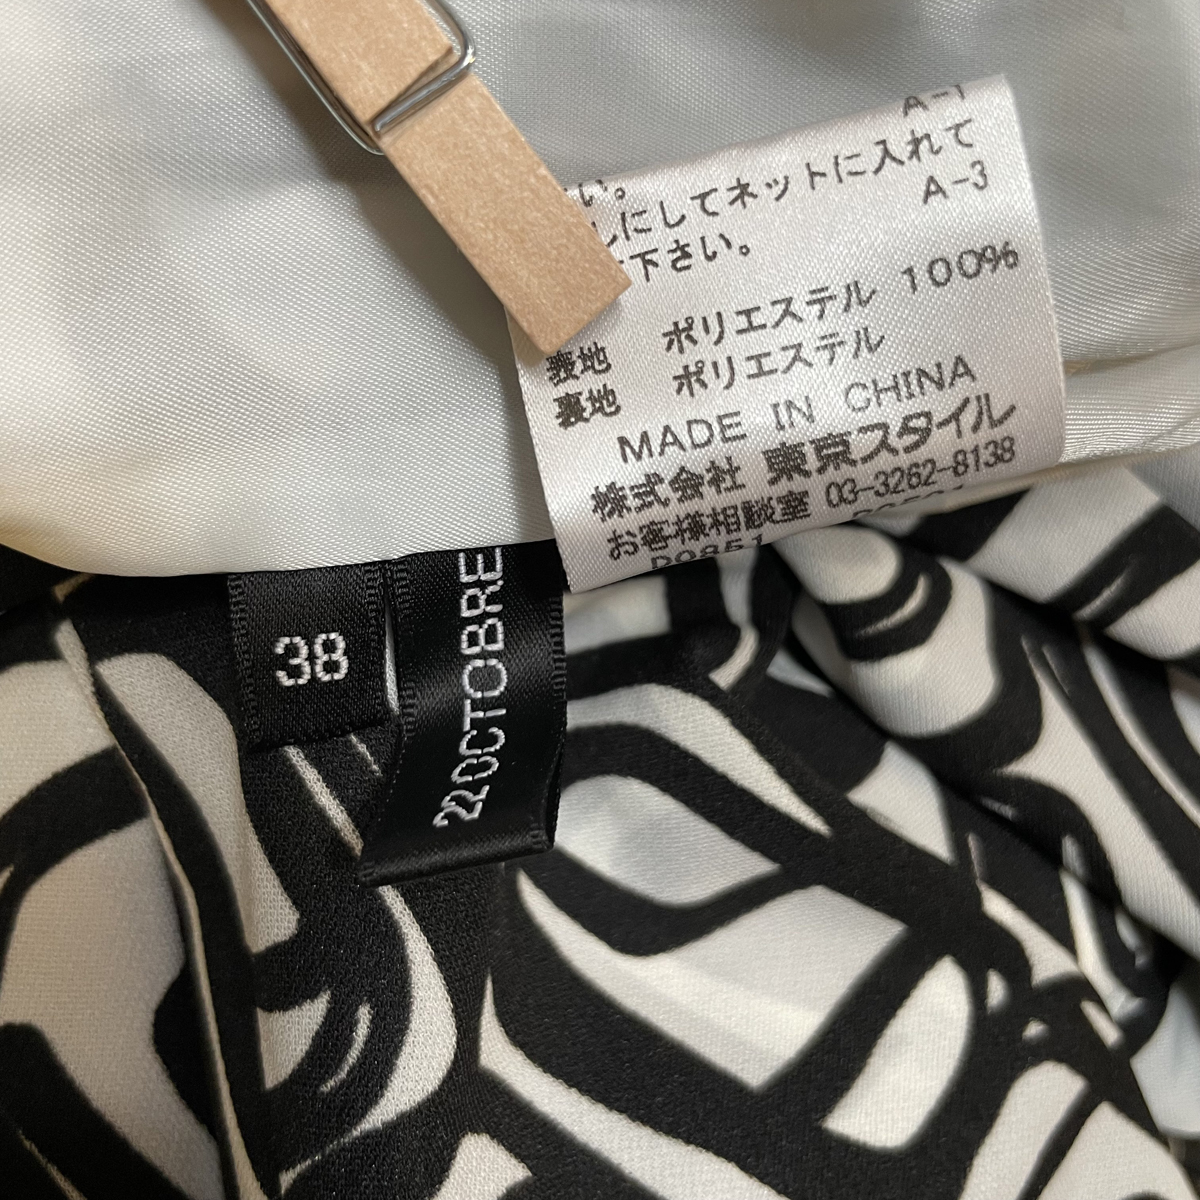 A-1
い。
しにしてネットに入れて
下さい。
A-3
表地 ポリエステル 100%
裏地 ポリエステル
MADE IN CHINA
株式会社 東京スタイル
お客様相談室 03-3262-8138
D0851
38
22OCTOBRE